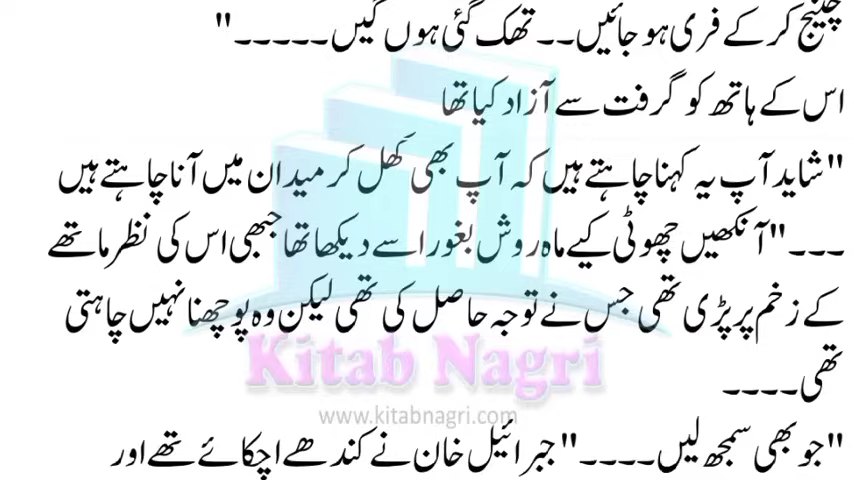 چینج کر کے فری ہو جائیں۔۔ تھک گئی ہوں گیں۔۔۔۔۔"
اس کے ہاتھ کو گرفت سے آزاد کیا تھا
"شاید آپ یہ کہنا چاہتے ہیں کہ آپ بھی کھل کر میدان میں آنا چاہتے ہیں
۔۔۔" آنکھیں چھوٹی کیے ماہ روش بغور اسے دیکھا تھا جبھی اس کی نظر ماتھے
کے زخم پر پڑی تھی جس نے توجہ حاصل کی تھی لیکن وہ پوچھنا نہیں چاہتی
تھی۔۔۔۔
Kitab Nagri
www.kitabnagri.com
"جو بھی سمجھ لیں۔۔۔۔" جبرائیل خان نے کندھے اچکائے تھے اور